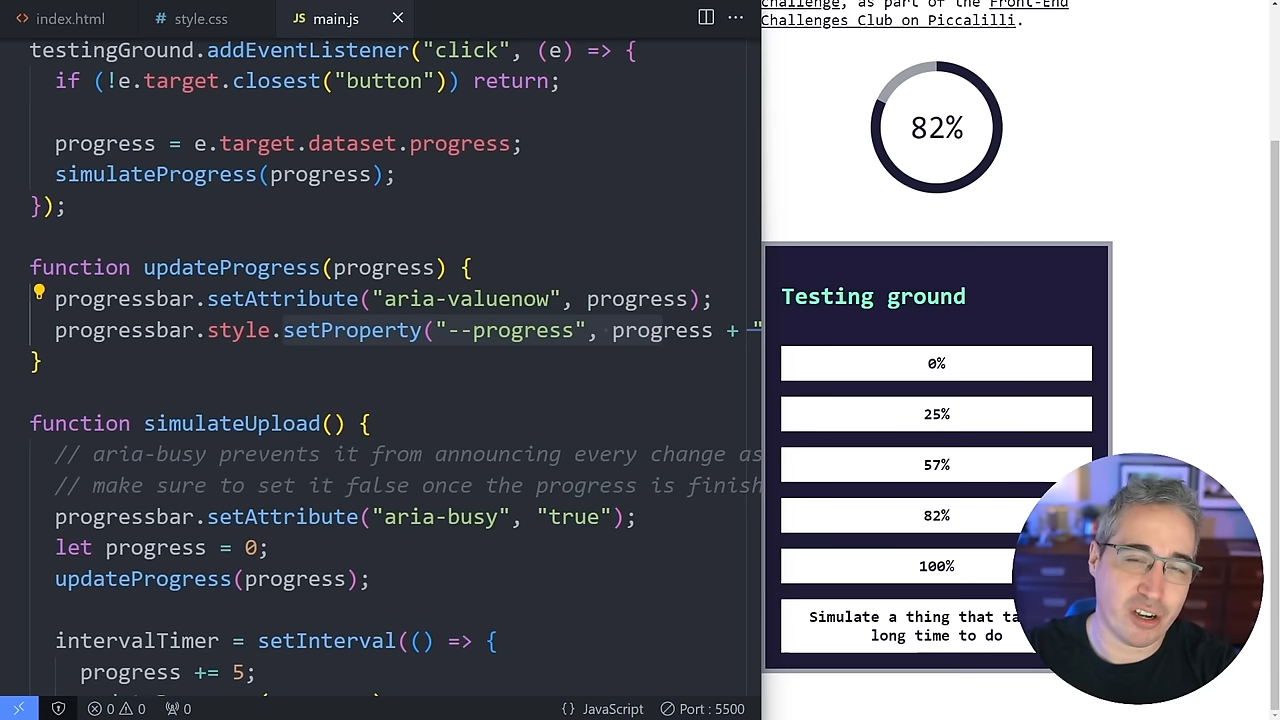 index.html
style.css
JS main.js
testingGround.addEventListener("click", (e) => {
if (!e.target.closest("button")) return;
progress = e.target.dataset.progress;
simulateProgress(progress);
});
function updateProgress(progress) {
progressbar.setAttribute("aria-valuenow", progress);
progressbar.style.setProperty("--progress", progress + "
}
function simulateUpload() {
// aria-busy prevents it from announcing every change as
// make sure to set it false once the progress is finish
progressbar.setAttribute("aria-busy", "true");
let progress = 0;
updateProgress(progress);
intervalTimer = setInterval(() => {
progress += 5;
0 0 0
{} JavaScript Port : 5500
challenge, as part of the Front-End
Challenges Club on Piccalilli.
82%
Testing ground
0%
25%
57%
82%
100%
Simulate a thing that
long time to do